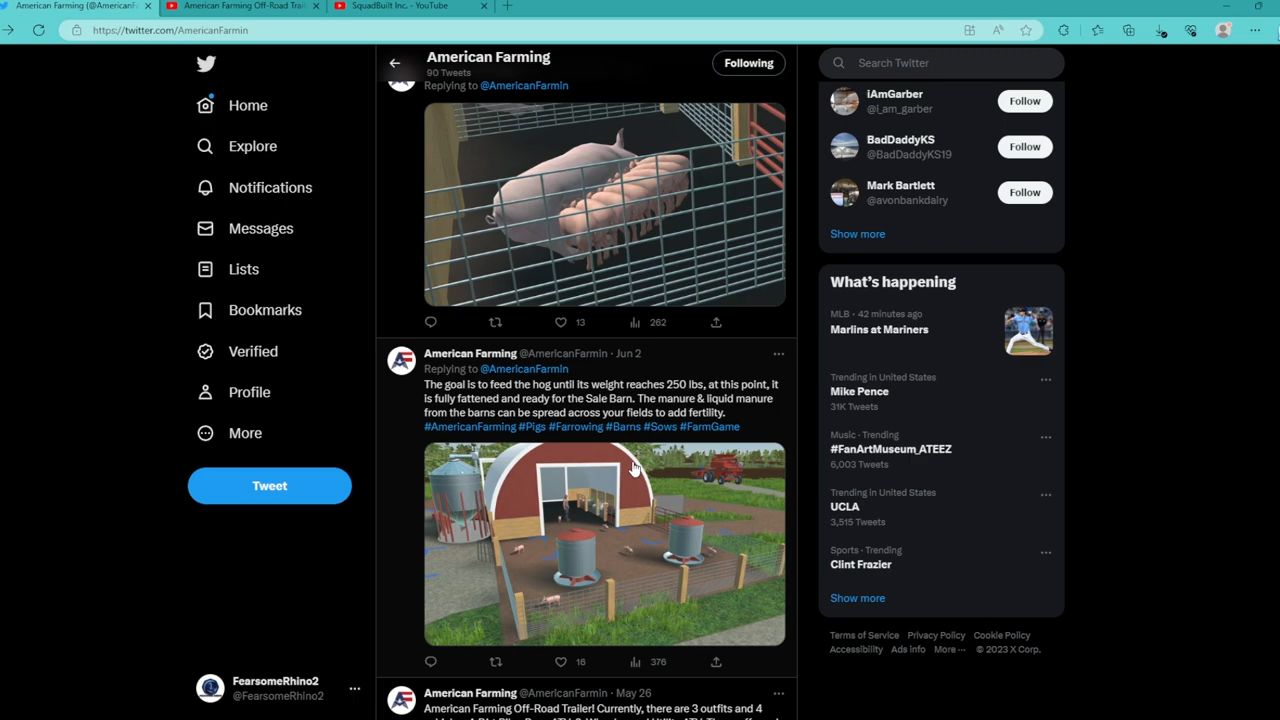 American Farming (@AmericanF
American Farming Off-Road Trail
SquadBuilt Inc. - YouTube
https://twitter.com/AmericanFarmin
American Farming
90 Tweets
Following
Search Twitter
Home
Explore
Notifications
Messages
Lists
Bookmarks
Verified
Profile
More
Tweet
FearsomeRhino2
@FearsomeRhino2
Replying to @AmericanFarmin
13
262
American Farming @AmericanFarmin · Jun 2
Replying to @AmericanFarmin
The goal is to feed the hog until its weight reaches 250 lbs, at this point, it
is fully fattened and ready for the Sale Barn. The manure & liquid manure
from the barns can be spread across your fields to add fertility.
#AmericanFarming #Pigs #Farrowing #Barns #Sows #FarmGame
16
376
American Farming @AmericanFarmin · May 26
American Farming Off-Road Trailer! Currently, there are 3 outfits and 4
iAmGarber
@i_am_garber
Follow
BadDaddyKS
@BadDaddyKS19
Follow
Mark Bartlett
@avonbankdairy
Follow
Show more
What's happening
MLB · 42 minutes ago
Marlins at Mariners
Trending in United States
Mike Pence
31K Tweets
Music · Trending
#FanArtMuseum_ATEEZ
6,003 Tweets
Trending in United States
UCLA
3,515 Tweets
Sports · Trending
Clint Frazier
Show more
Terms of Service Privacy Policy Cookie Policy
Accessibility Ads info More ··· © 2023 X Corp.